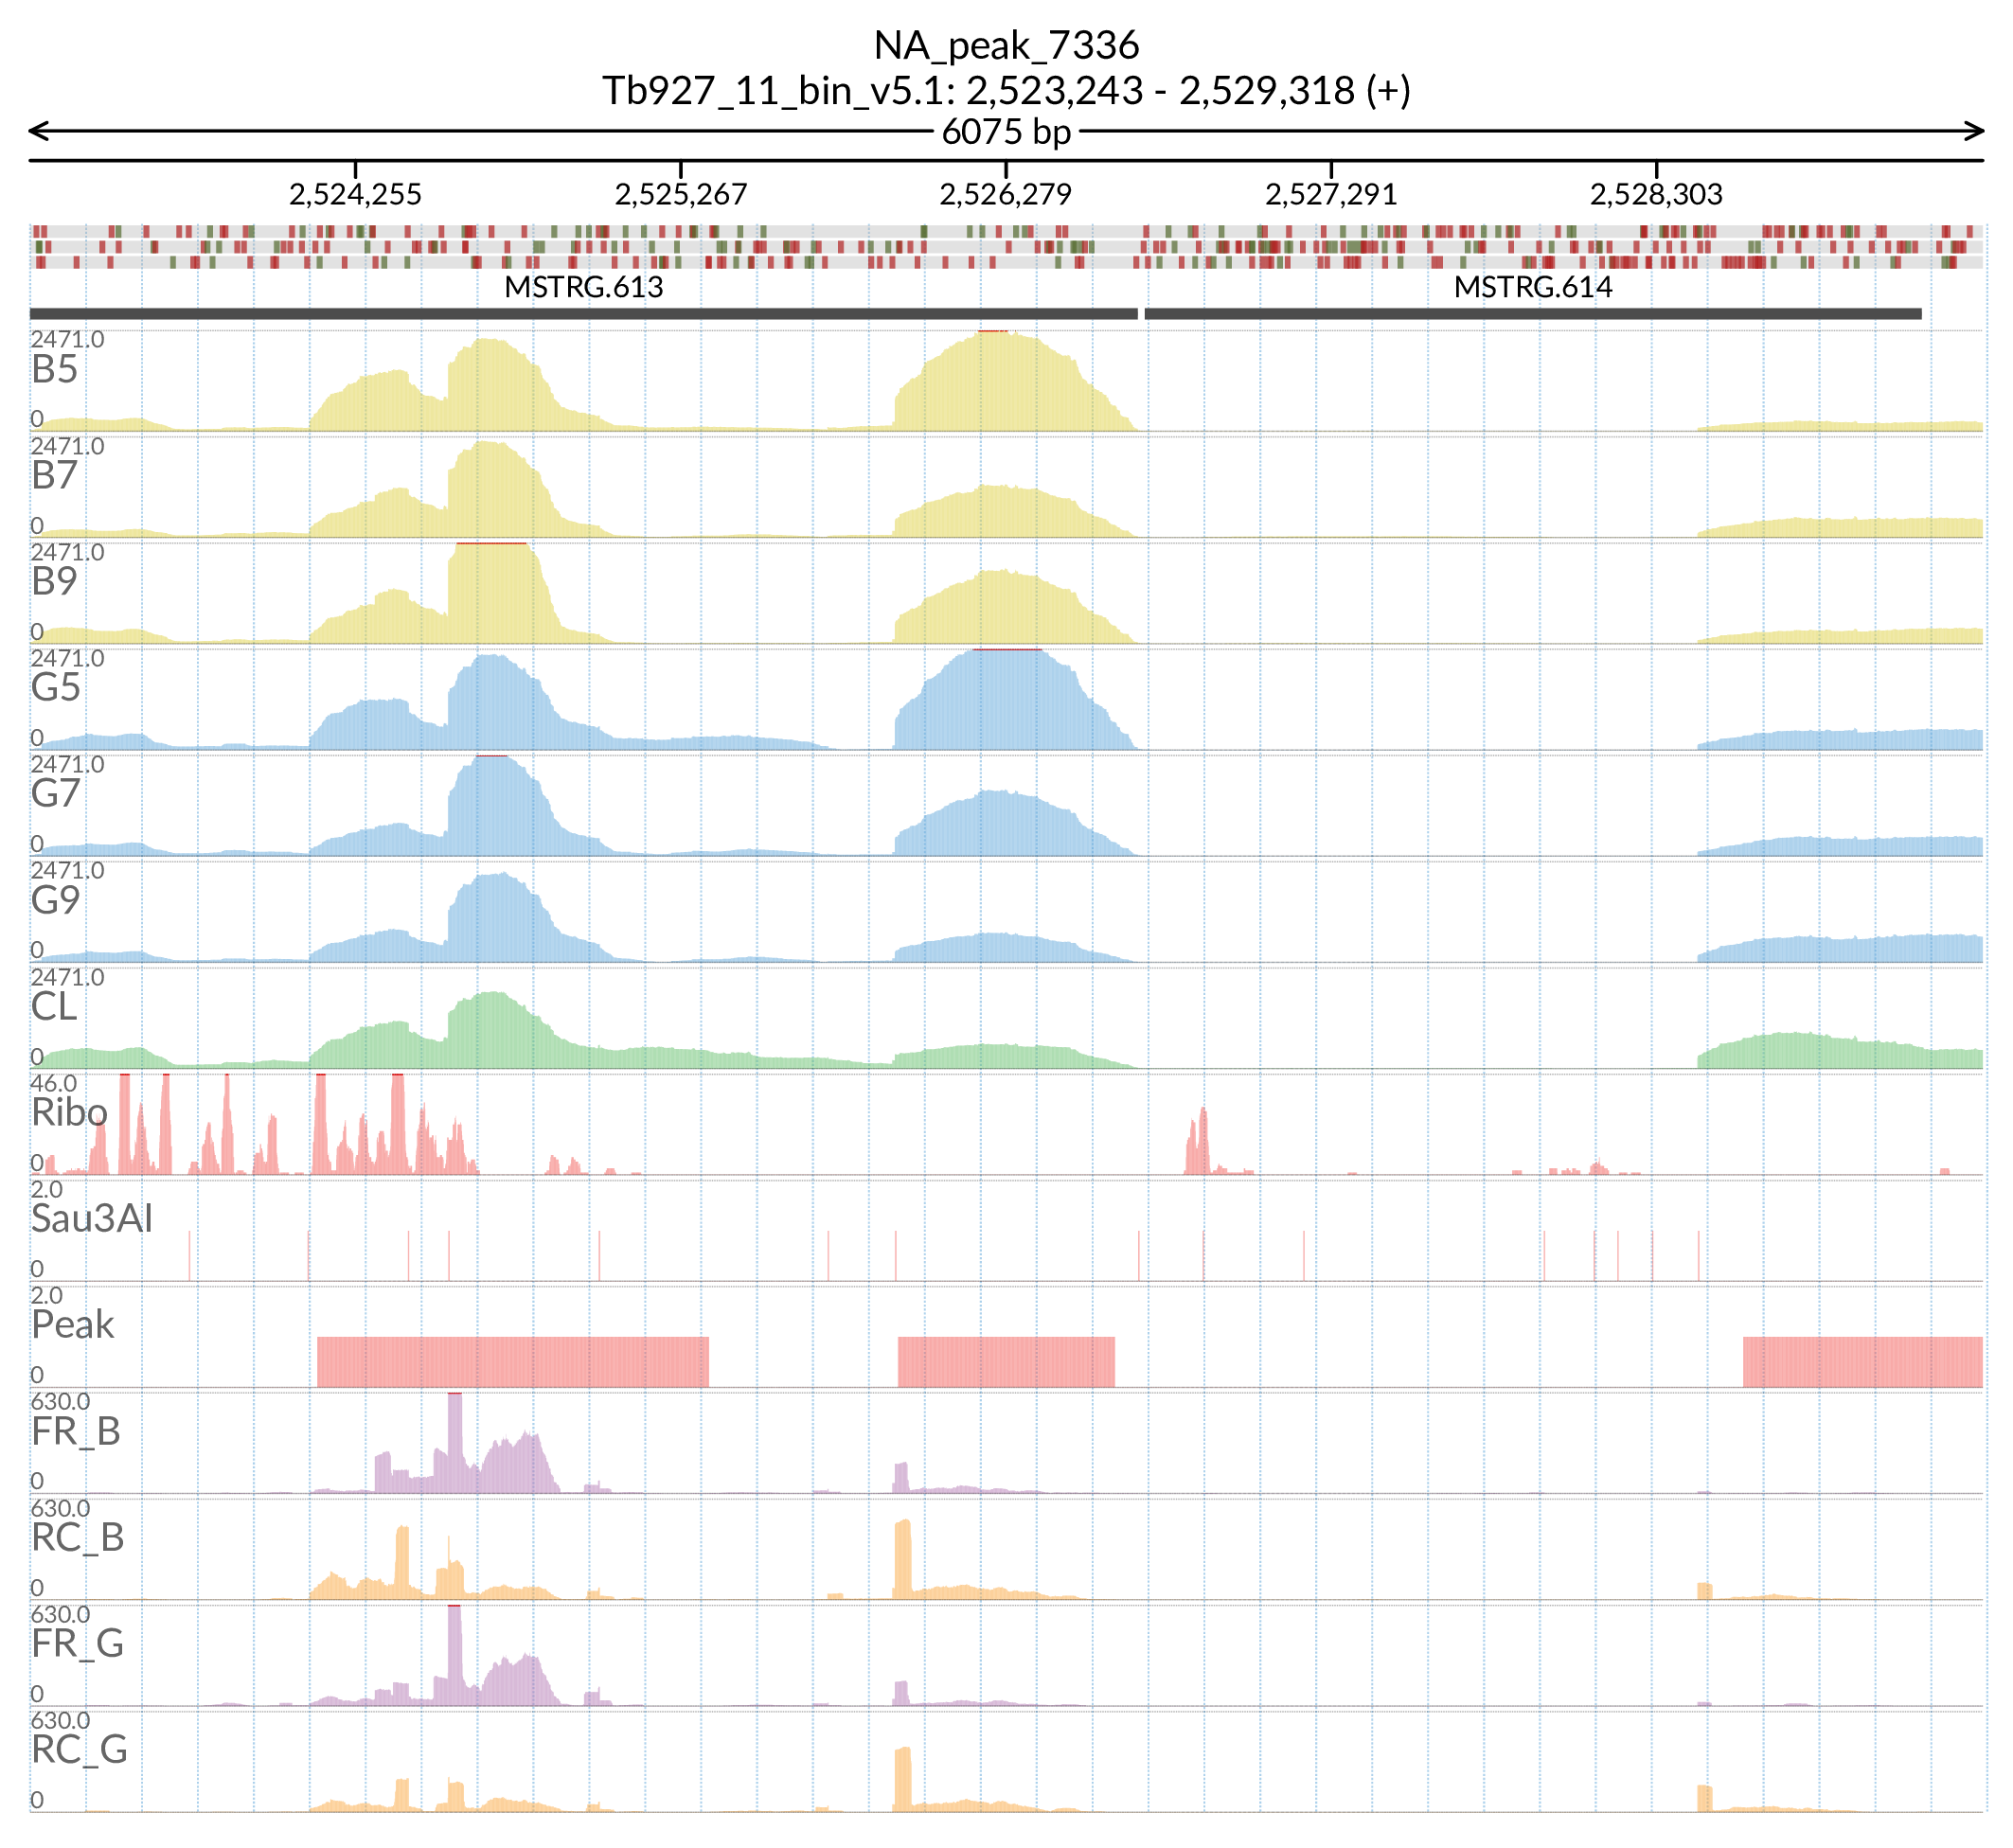 NA_peak_7336
Tb927_11_bin_v5.1: 2,523,243 - 2,529,318 (+)
6075 bp
2,524,255 2,525,267 2,526,279 2,527,291 2,528,303
MSTRG.613 MSTRG.614
2471.0
B5
0
2471.0
B7
0
2471.0
B9
0
2471.0
G5
0
2471.0
G7
0
2471.0
G9
0
2471.0
CL
0
46.0
Ribo
0
2.0
Sau3AI
0
2.0
Peak
0
630.0
FR_B
0
630.0
RC_B
0
630.0
FR_G
0
630.0
RC_G
0